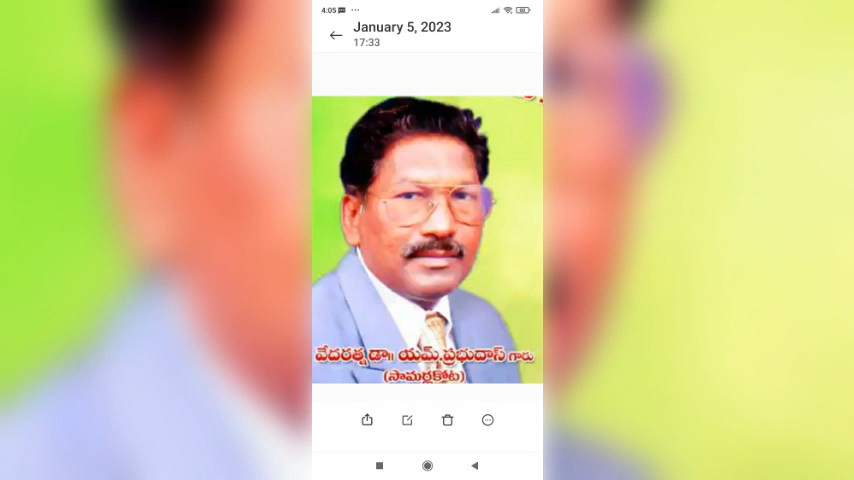 4:05
January 5, 2023
17:33
వేదరత్న డా॥ యమ్.ప్రభుదాస్ గారు
(సామర్లకోట)